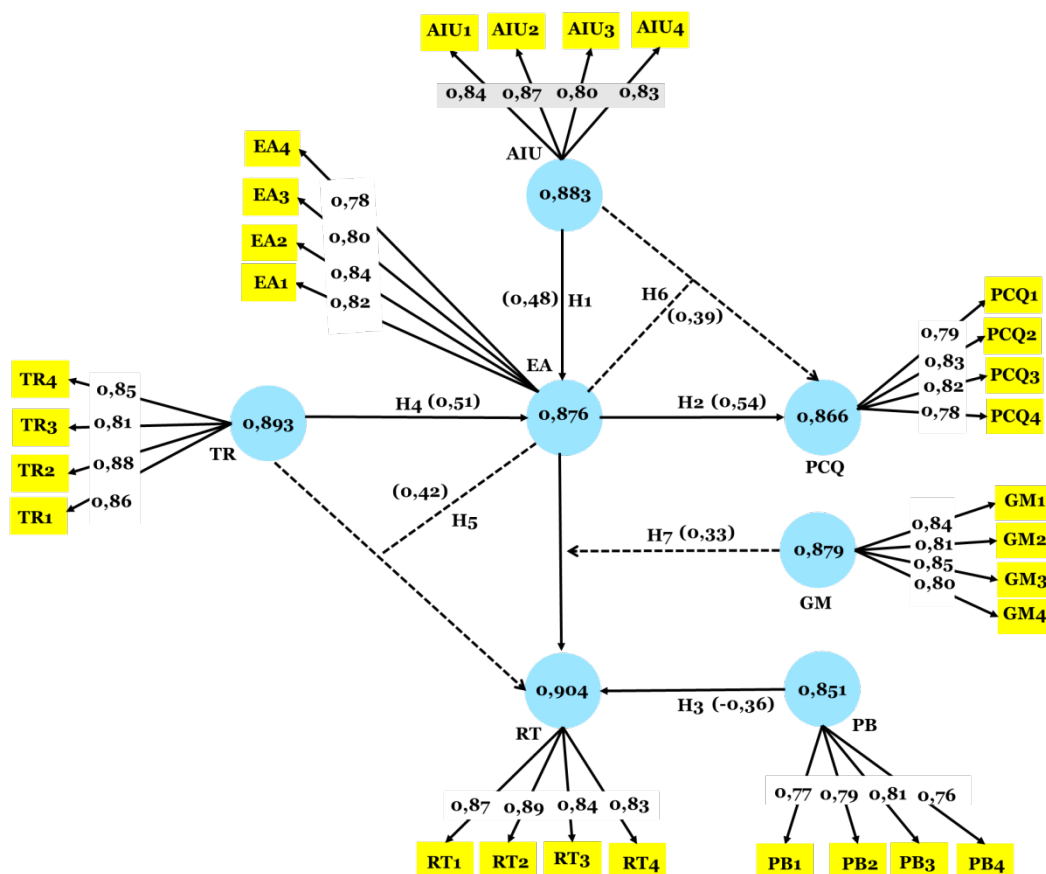 AIU1 AIU2 AIU3 AIU4
0,84 0,87 0,80 0,83
AIU
0,883
EA4
EA3
EA2
EA1
0,78
0,80
0,84
0,82
(0,48) H1
H6
(0,39)
EA
0,876
PCQ1
PCQ2
PCQ3
PCQ4
0,79
0,83
0,82
0,78
H2 (0,54)
0,866
PCQ
TR4
TR3
TR2
TR1
0,85
0,81
0,88
0,86
0,893
TR
H4 (0,51)
(0,42)
H5
H7 (0,33)
0,879
GM
0,84
0,81
0,85
0,80
GM1
GM2
GM3
GM4
0,904
RT
H3 (-0,36)
0,851
PB
0,87 0,89 0,84 0,83
RT1 RT2 RT3 RT4
0,77 0,79 0,81 0,76
PB1 PB2 PB3 PB4